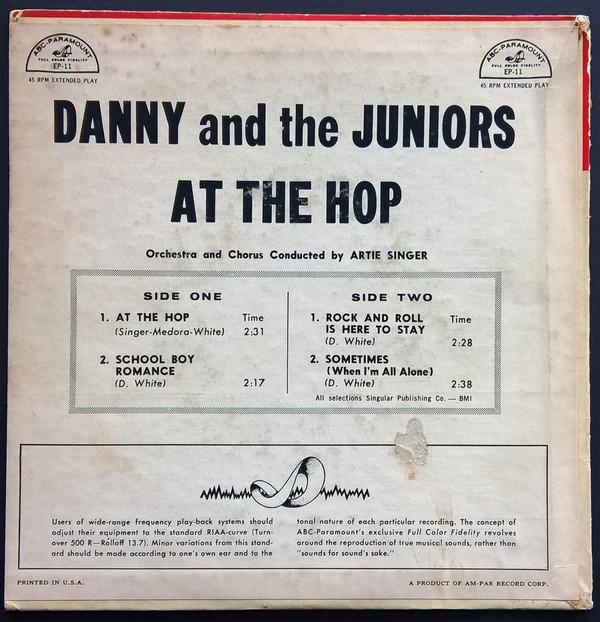 ABC-PARAMOUNT
FULL COLOR FIDELITY
EP-11
45 RPM EXTENDED PLAY
ABC-PARAMOUNT
FULL COLOR FIDELITY
EP-11
45 RPM EXTENDED PLAY
DANNY and the JUNIORS
AT THE HOP
Orchestra and Chorus Conducted by ARTIE SINGER
SIDE ONE
1. AT THE HOP Time
(Singer-Medora-White) 2:31
2. SCHOOL BOY
ROMANCE
(D. White) 2:17
SIDE TWO
1. ROCK AND ROLL Time
IS HERE TO STAY
(D. White) 2:28
2. SOMETIMES
(When I'm All Alone)
(D. White) 2:38
All selections Singular Publishing Co. — BMI
Users of wide-range frequency play-back systems should
adjust their equipment to the standard RIAA-curve (Turn-
over 500 R—Rolloff 13.7). Minor variations from this stand-
ard should be made according to one's own ear and to the
tonal nature of each particular recording. The concept of
ABC-Paramount's exclusive Full Color Fidelity revolves
around the reproduction of true musical sounds, rather than
"sounds for sound's sake."
PRINTED IN U.S.A.
A PRODUCT OF AM-PAR RECORD CORP.